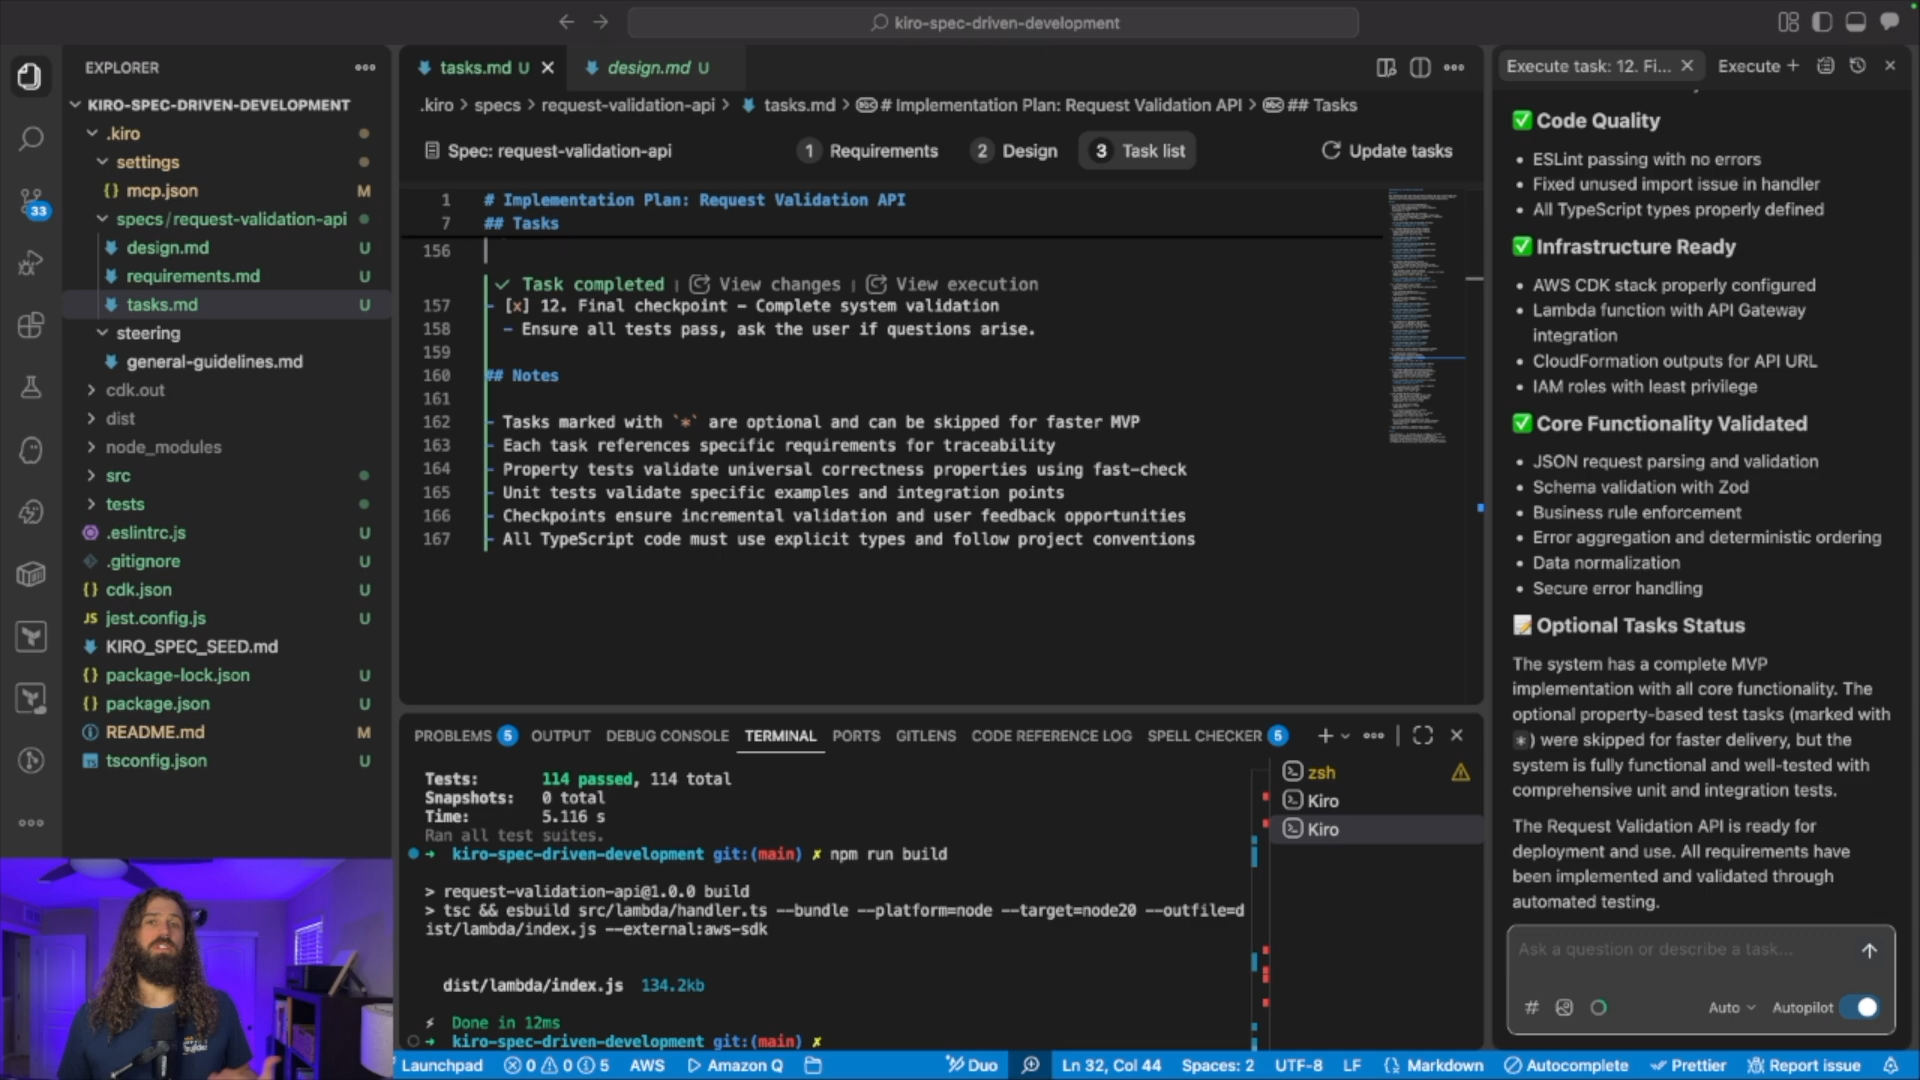 kiro-spec-driven-development
EXPLORER
KIRO-SPEC-DRIVEN-DEVELOPMENT
.kiro
settings
mcp.json M
specs/request-validation-api
design.md U
requirements.md U
tasks.md U
steering
general-guidelines.md
cdk.out
dist
node_modules
src
tests
.eslintrc.js U
.gitignore U
cdk.json U
JS jest.config.js U
KIRO_SPEC_SEED.md
package-lock.json U
package.json U
README.md M
tsconfig.json U
33
tasks.md U
design.md U
.kiro > specs > request-validation-api > tasks.md > # Implementation Plan: Request Validation API > ## Tasks
Spec: request-validation-api
1 Requirements
2 Design
3 Task list
Update tasks
1 # Implementation Plan: Request Validation API
7 ## Tasks
156
Task completed | View changes | View execution
157 - [x] 12. Final checkpoint - Complete system validation
158 - Ensure all tests pass, ask the user if questions arise.
159
160 ## Notes
161
162 - Tasks marked with `*` are optional and can be skipped for faster MVP
163 - Each task references specific requirements for traceability
164 - Property tests validate universal correctness properties using fast-check
165 - Unit tests validate specific examples and integration points
166 - Checkpoints ensure incremental validation and user feedback opportunities
167 - All TypeScript code must use explicit types and follow project conventions
PROBLEMS 5 OUTPUT DEBUG CONSOLE TERMINAL PORTS GITLENS CODE REFERENCE LOG SPELL CHECKER 5
Tests: 114 passed, 114 total
Snapshots: 0 total
Time: 5.116 s
Ran all test suites.
→ kiro-spec-driven-development git:(main) ✗ npm run build
> request-validation-api@1.0.0 build
> tsc && esbuild src/lambda/handler.ts --bundle --platform=node --target=node20 --outfile=d
ist/lambda/index.js --external:aws-sdk
dist/lambda/index.js 134.2kb
⚡ Done in 12ms
→ kiro-spec-driven-development git:(main) ✗
zsh
Kiro
Kiro
Execute task: 12. Fi...
Execute
✅ Code Quality
• ESLint passing with no errors
• Fixed unused import issue in handler
• All TypeScript types properly defined
✅ Infrastructure Ready
• AWS CDK stack properly configured
• Lambda function with API Gateway
integration
• CloudFormation outputs for API URL
• IAM roles with least privilege
✅ Core Functionality Validated
• JSON request parsing and validation
• Schema validation with Zod
• Business rule enforcement
• Error aggregation and deterministic ordering
• Data normalization
• Secure error handling
📝 Optional Tasks Status
The system has a complete MVP
implementation with all core functionality. The
optional property-based test tasks (marked with
*) were skipped for faster delivery, but the
system is fully functional and well-tested with
comprehensive unit and integration tests.
The Request Validation API is ready for
deployment and use. All requirements have
been implemented and validated through
automated testing.
Ask a question or describe a task...
# Auto Autopilot
Launchpad 0 0 5 AWS Amazon Q Duo Ln 32, Col 44 Spaces: 2 UTF-8 LF {} Markdown Autocomplete Prettier Report issue